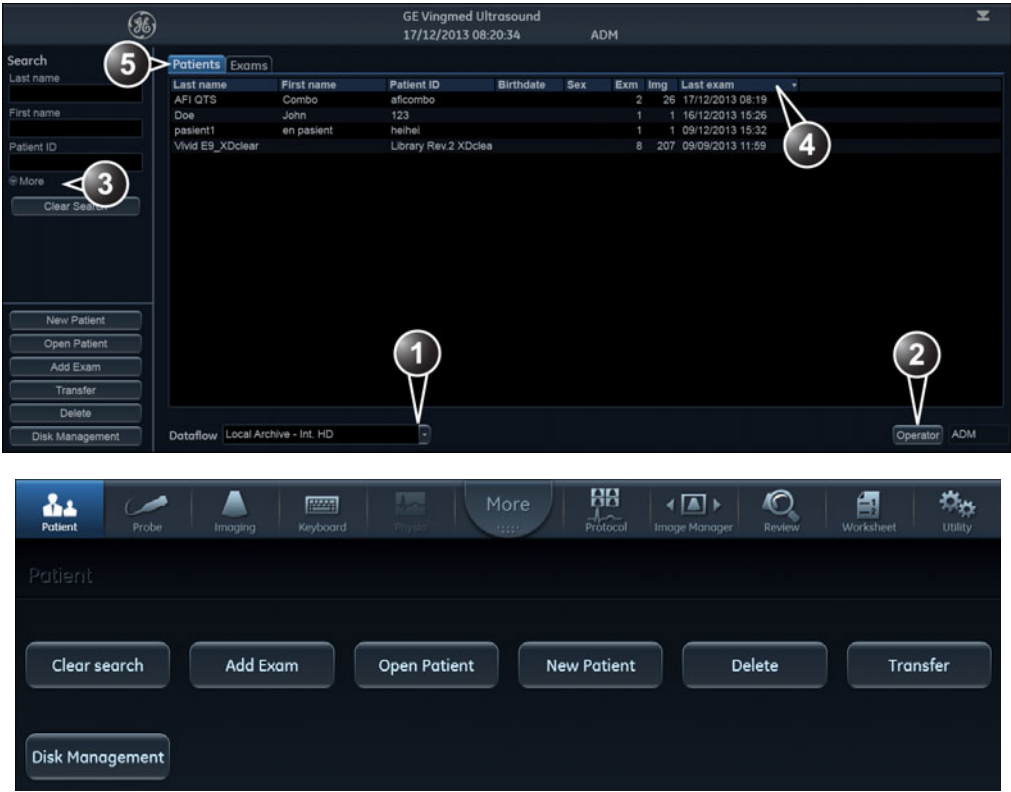 GE Vingmed Ultrasound
17/12/2013 08:20:34 ADM
Search
Last name
First name
Patient ID
More
Clear Search
New Patient
Open Patient
Add Exam
Transfer
Delete
Disk Management
5
3
Patients Exams
Last name First name Patient ID Birthdate Sex Exm Img Last exam
AFI QTS Combo aficombo 2 26 17/12/2013 08:19
Doe John 123 1 1 16/12/2013 15:26
pasient1 en pasient heihei 1 1 09/12/2013 15:32
Vivid E9_XDclear Library Rev.2 XDclea 8 207 09/09/2013 11:59
4
1
2
Dataflow Local Archive - Int. HD
Operator ADM
Patient Probe Imaging Keyboard Physio More Protocol Image Manager Review Worksheet Utility
Patient
Clear search Add Exam Open Patient New Patient Delete Transfer
Disk Management